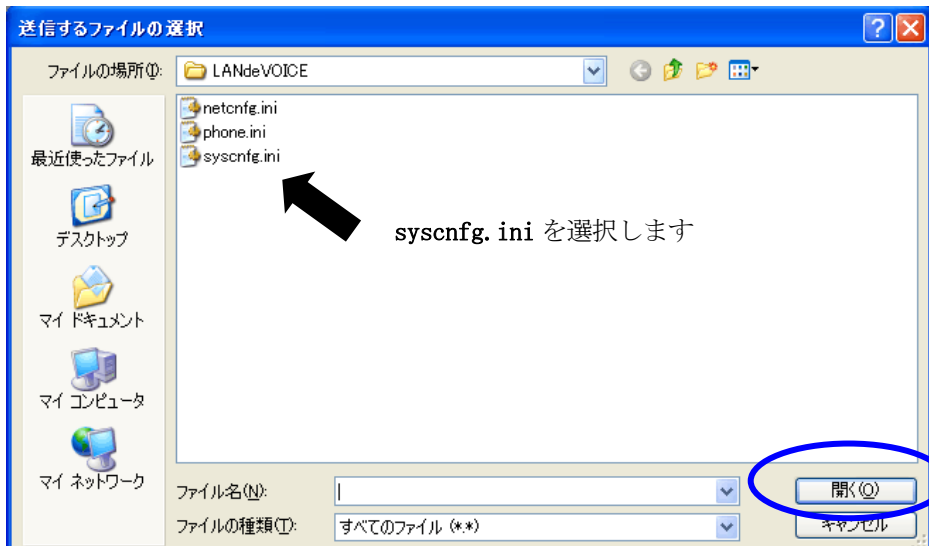 送信するファイルの選択
ファイルの場所(I):
LANdeVOICE
netcnfg.ini
phone.ini
syscnfg.ini
最近使ったファイル
デスクトップ
マイ ドキュメント
マイ コンピュータ
マイ ネットワーク
syscnfg.ini を選択します
ファイル名(N):
開く(O)
ファイルの種類(T):
すべてのファイル (*.*)
キャンセル